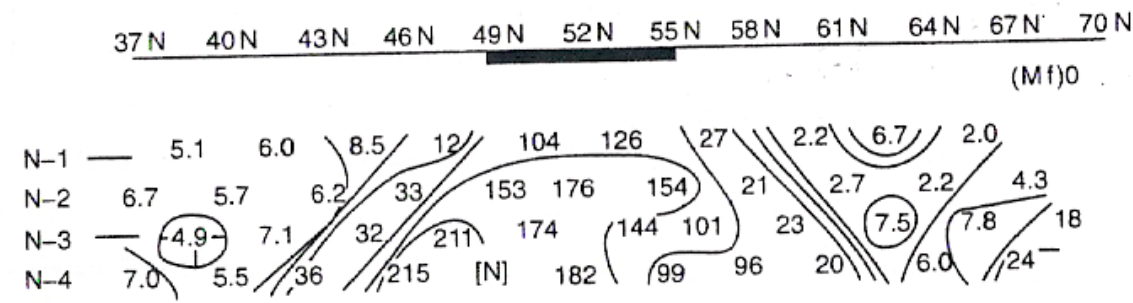 37 N 40 N 43 N 46 N 49 N 52 N 55 N 58 N 61 N 64 N 67 N 70 N
(Mf)0
N–1 5.1 6.0 8.5 12 104 126 27 2.2 6.7 2.0
N–2 6.7 5.7 6.2 33 153 176 154 21 2.7 2.2 4.3
N–3 4.9 7.1 32 211 174 144 101 23 7.5 7.8 18
N–4 7.0 5.5 36 215 [N] 182 99 96 20 6.0 24